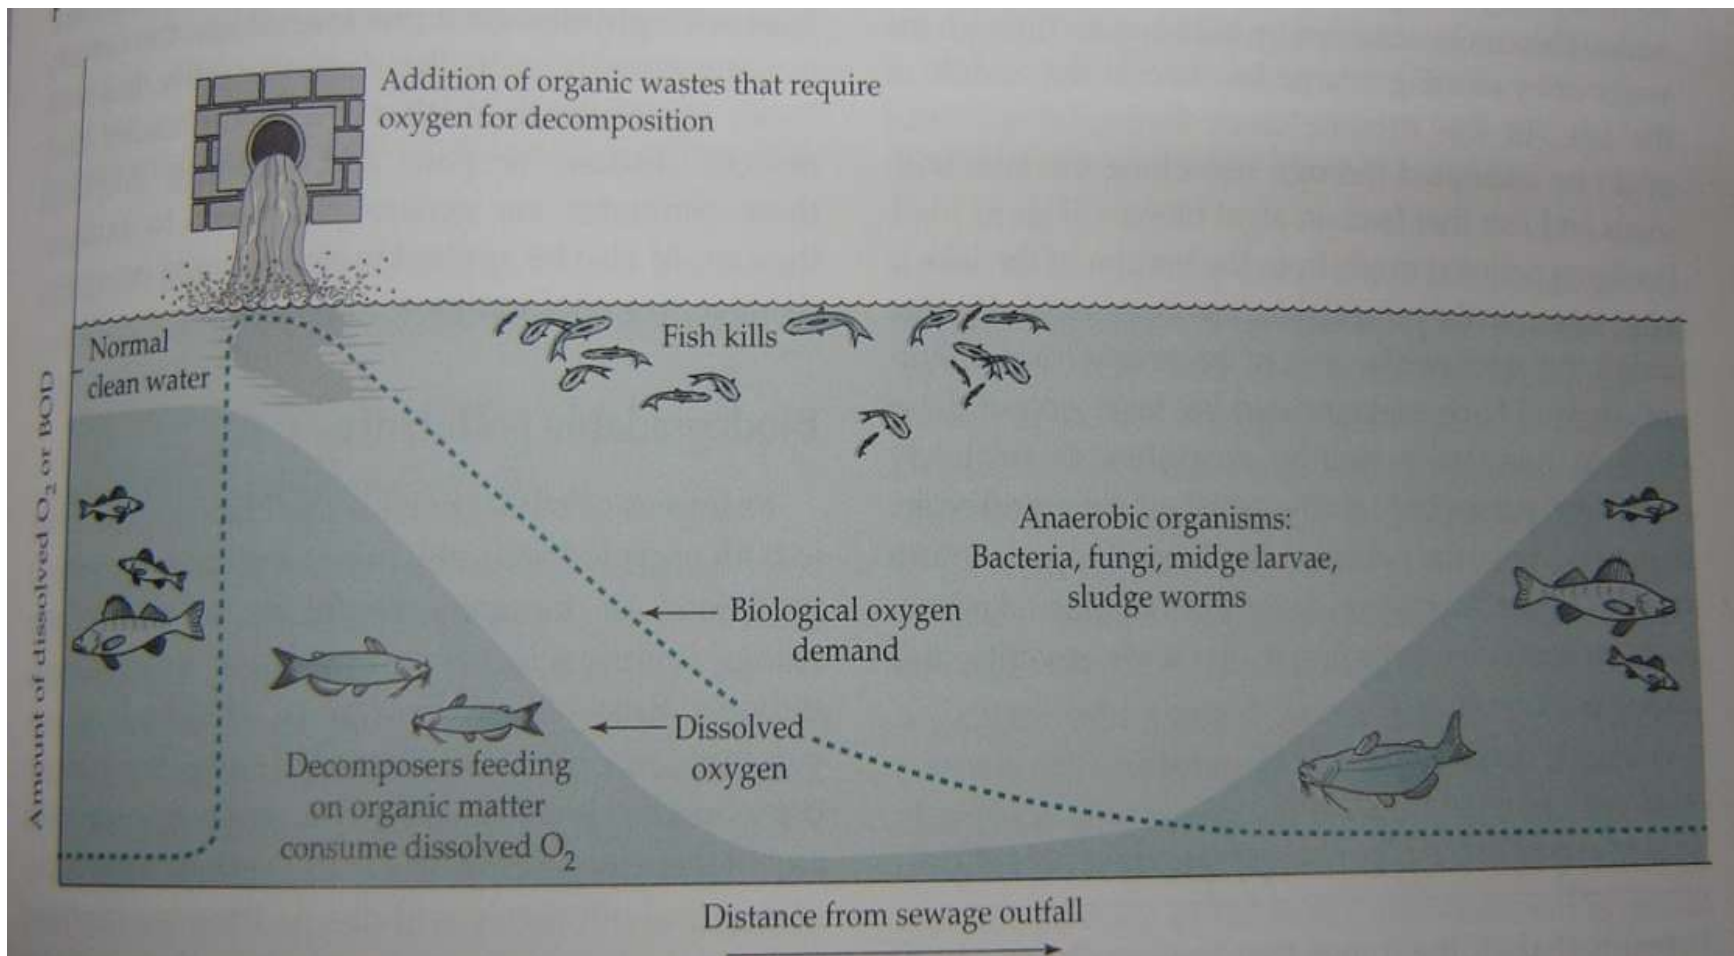 Addition of organic wastes that require
oxygen for decomposition
Normal
clean water
Fish kills
Amount of dissolved O₂ or BOD
Anaerobic organisms:
Bacteria, fungi, midge larvae,
sludge worms
Biological oxygen
demand
Dissolved
oxygen
Decomposers feeding
on organic matter
consume dissolved O₂
Distance from sewage outfall